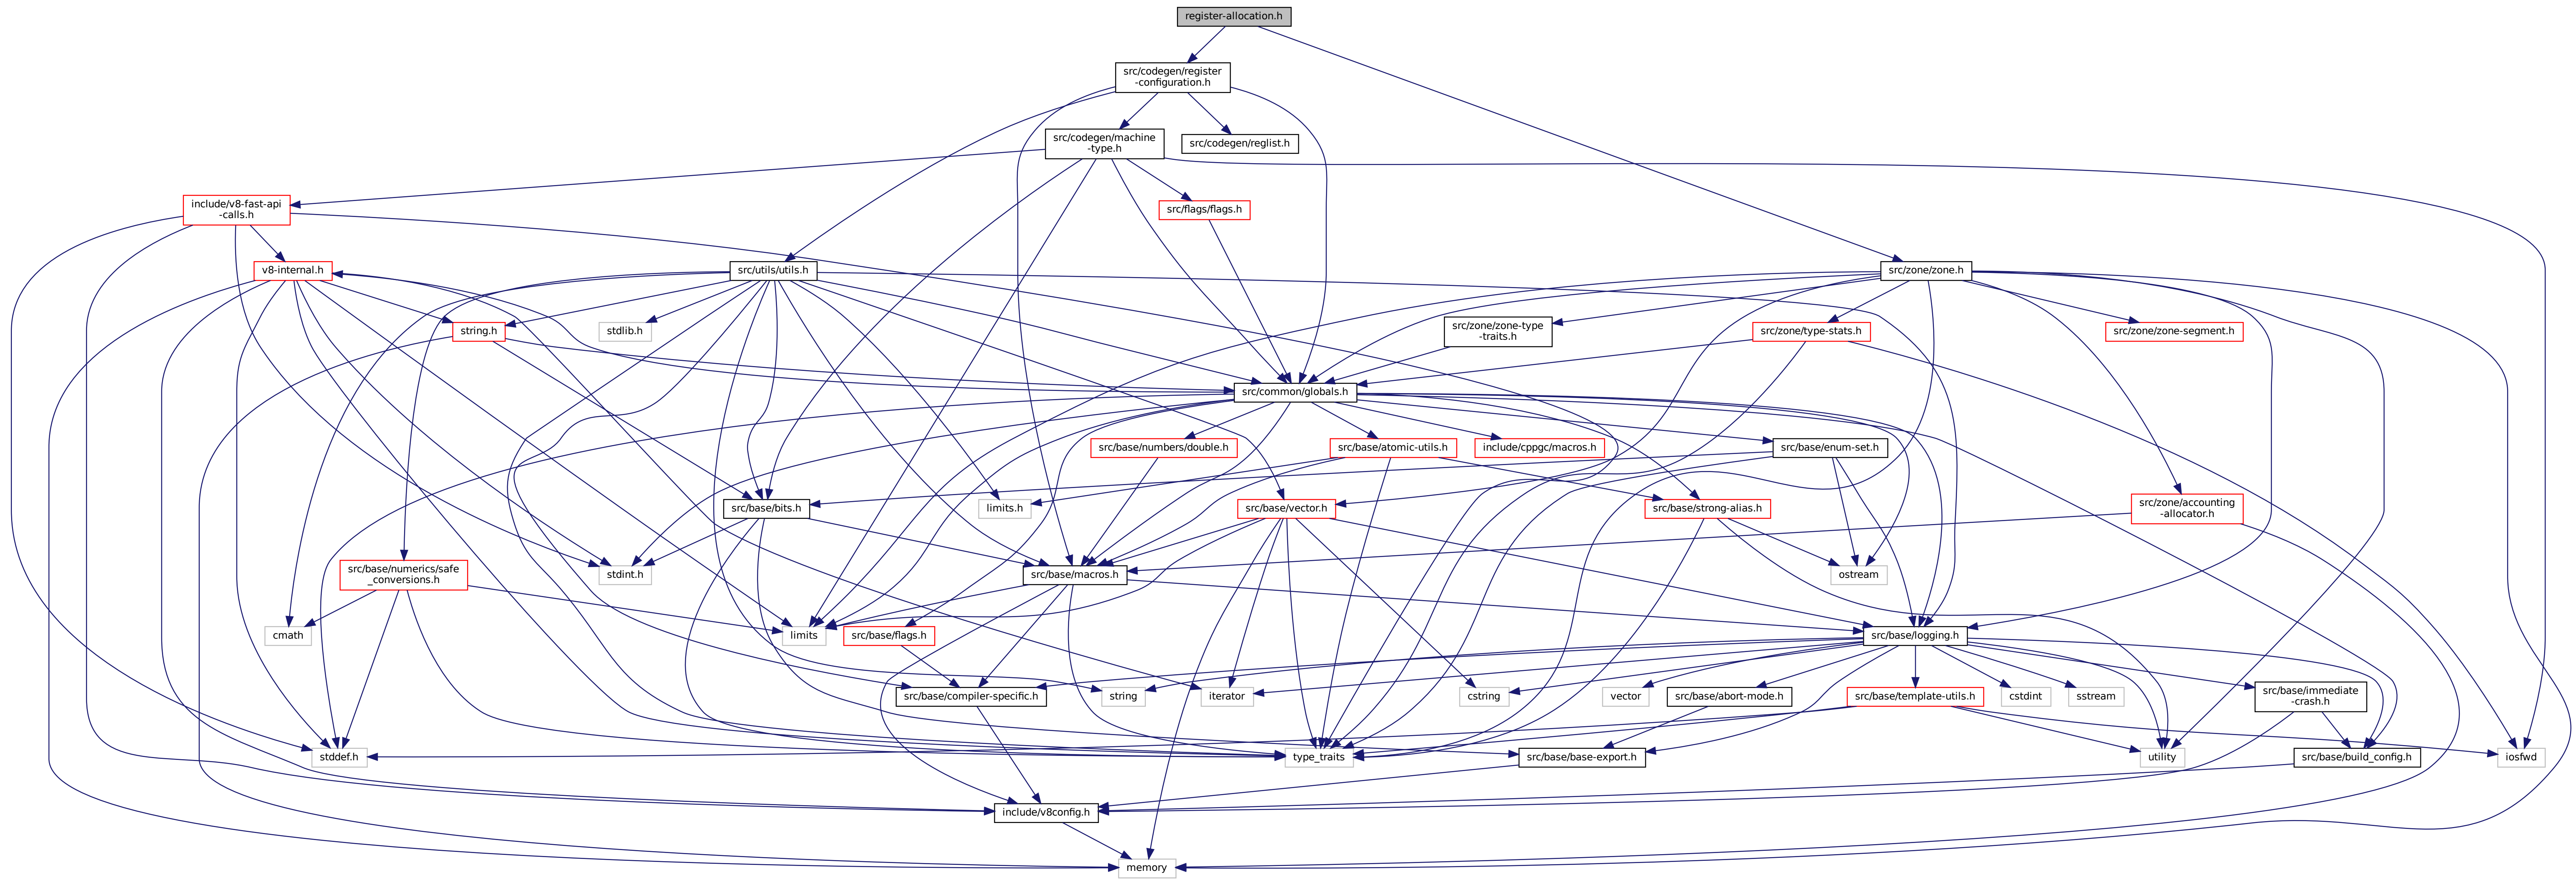 register-allocation.h
src/codegen/register
-configuration.h
src/codegen/machine
-type.h
src/codegen/reglist.h
include/v8-fast-api
-calls.h
src/flags/flags.h
v8-internal.h
src/utils/utils.h
src/zone/zone.h
string.h
stdlib.h
src/zone/zone-type
-traits.h
src/zone/type-stats.h
src/zone/zone-segment.h
src/common/globals.h
src/base/numbers/double.h
src/base/atomic-utils.h
include/cppgc/macros.h
src/base/enum-set.h
src/base/bits.h
limits.h
src/base/vector.h
src/base/strong-alias.h
src/zone/accounting
-allocator.h
src/base/numerics/safe
_conversions.h
stdint.h
src/base/macros.h
ostream
cmath
limits
src/base/flags.h
src/base/logging.h
src/base/compiler-specific.h
string
iterator
cstring
vector
src/base/abort-mode.h
src/base/template-utils.h
cstdint
sstream
src/base/immediate
-crash.h
stddef.h
type_traits
src/base/base-export.h
utility
src/base/build_config.h
iosfwd
include/v8config.h
memory